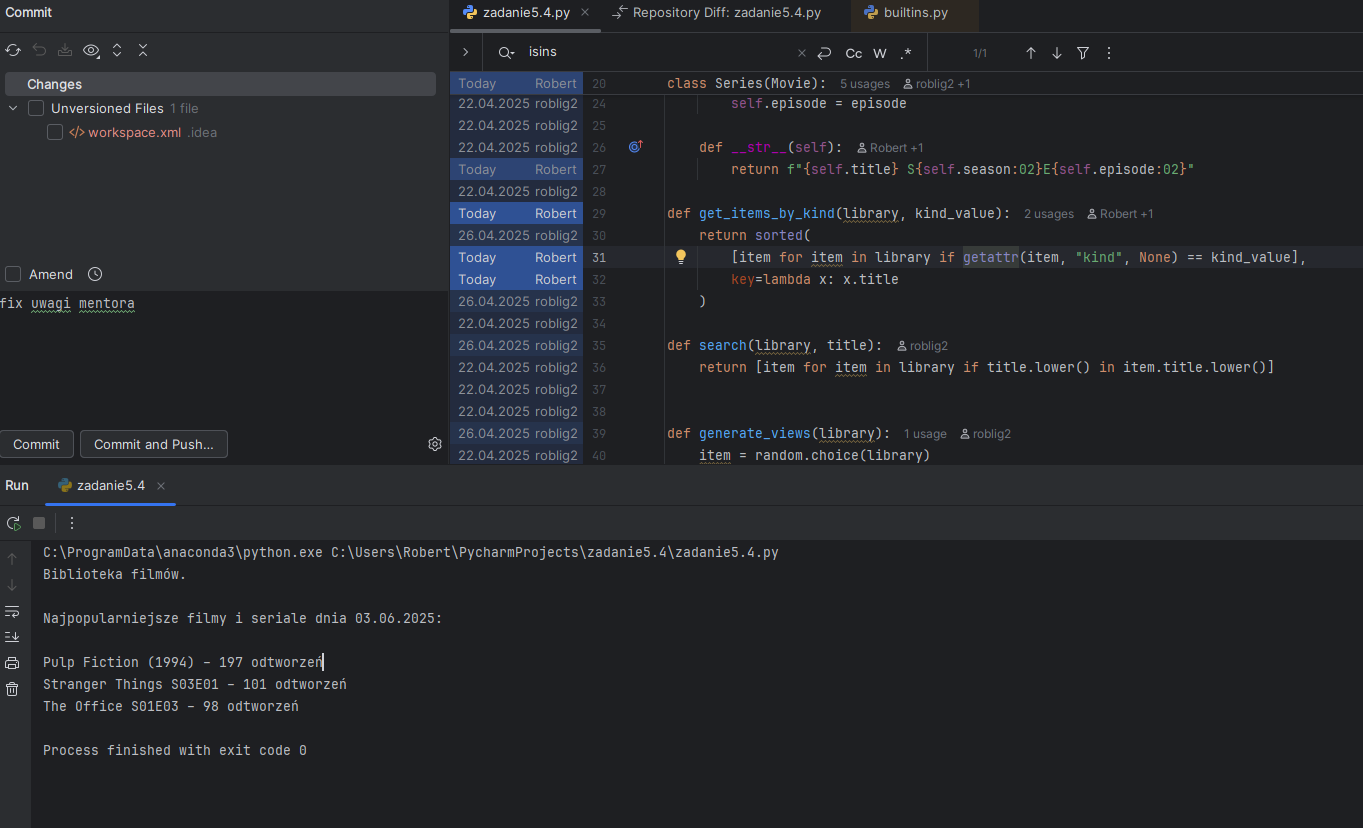 Commit
zadanie5.4.py
Repository Diff: zadanie5.4.py
builtins.py
isins
Cc W .*
1/1
Changes
Unversioned Files 1 file
</> workspace.xml .idea
Amend
fix uwagi mentora
Commit
Commit and Push...
Today Robert 20 class Series(Movie): 5 usages roblig2 +1
22.04.2025 roblig2 24 self.episode = episode
22.04.2025 roblig2 25
22.04.2025 roblig2 26 def __str__(self): Robert +1
Today Robert 27 return f"{self.title} S{self.season:02}E{self.episode:02}"
22.04.2025 roblig2 28
Today Robert 29 def get_items_by_kind(library, kind_value): 2 usages Robert +1
26.04.2025 roblig2 30 return sorted(
Today Robert 31 [item for item in library if getattr(item, "kind", None) == kind_value],
Today Robert 32 key=lambda x: x.title
26.04.2025 roblig2 33 )
22.04.2025 roblig2 34
26.04.2025 roblig2 35 def search(library, title): roblig2
22.04.2025 roblig2 36 return [item for item in library if title.lower() in item.title.lower()]
22.04.2025 roblig2 37
22.04.2025 roblig2 38
26.04.2025 roblig2 39 def generate_views(library): 1 usage roblig2
22.04.2025 roblig2 40 item = random.choice(library)
Run
zadanie5.4
C:\ProgramData\anaconda3\python.exe C:\Users\Robert\PycharmProjects\zadanie5.4\zadanie5.4.py
Biblioteka filmów.
Najpopularniejsze filmy i seriale dnia 03.06.2025:
Pulp Fiction (1994) – 197 odtworzeń
Stranger Things S03E01 – 101 odtworzeń
The Office S01E03 – 98 odtworzeń
Process finished with exit code 0